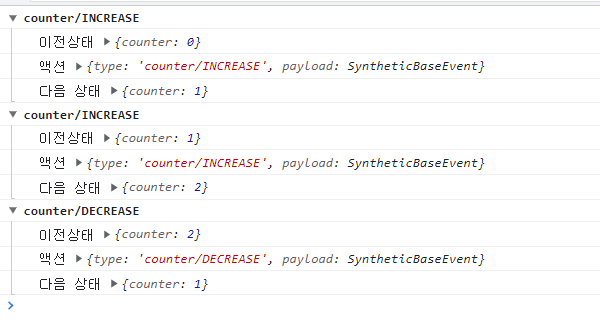 counter/INCREASE
이전상태 {counter: 0}
액션 {type: 'counter/INCREASE', payload: SyntheticBaseEvent}
다음 상태 {counter: 1}
counter/INCREASE
이전상태 {counter: 1}
액션 {type: 'counter/INCREASE', payload: SyntheticBaseEvent}
다음 상태 {counter: 2}
counter/DECREASE
이전상태 {counter: 2}
액션 {type: 'counter/DECREASE', payload: SyntheticBaseEvent}
다음 상태 {counter: 1}